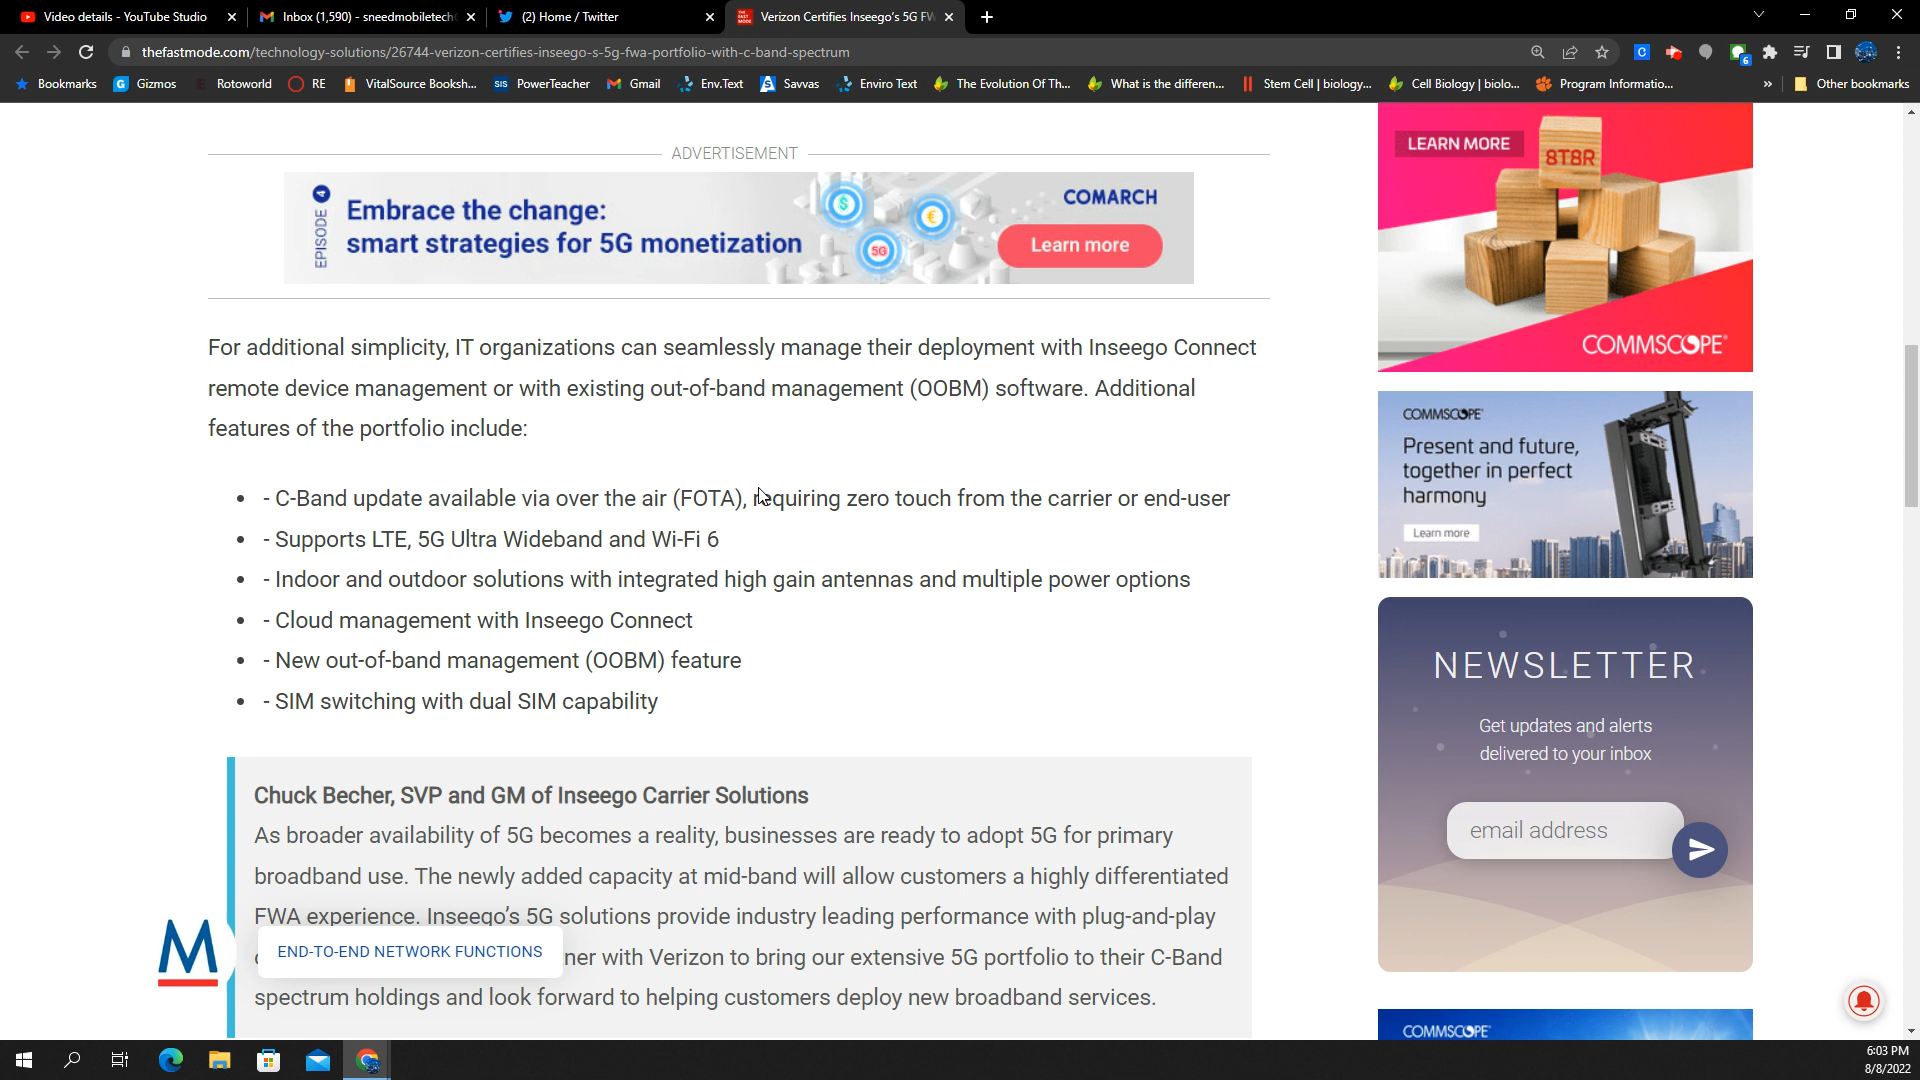 Video details - YouTube Studio
Inbox (1,590) - sneedmobiletech
(2) Home / Twitter
Verizon Certifies Inseego's 5G FW
thefastmode.com/technology-solutions/26744-verizon-certifies-inseego-s-5g-fwa-portfolio-with-c-band-spectrum
6
Bookmarks
Gizmos
Rotoworld
RE
VitalSource Booksh...
SIS
PowerTeacher
Gmail
Env.Text
Savvas
Enviro Text
The Evolution Of Th...
What is the differen...
Stem Cell | biology...
Cell Biology | biolo...
Program Informatio...
»
Other bookmarks
ADVERTISEMENT
EPISODE 4
Embrace the change:
smart strategies for 5G monetization
$
€
5G
COMARCH
Learn more
For additional simplicity, IT organizations can seamlessly manage their deployment with Inseego Connect
remote device management or with existing out-of-band management (OOBM) software. Additional
features of the portfolio include:
• - C-Band update available via over the air (FOTA), requiring zero touch from the carrier or end-user
• - Supports LTE, 5G Ultra Wideband and Wi-Fi 6
• - Indoor and outdoor solutions with integrated high gain antennas and multiple power options
• - Cloud management with Inseego Connect
• - New out-of-band management (OOBM) feature
• - SIM switching with dual SIM capability
Chuck Becher, SVP and GM of Inseego Carrier Solutions
As broader availability of 5G becomes a reality, businesses are ready to adopt 5G for primary
broadband use. The newly added capacity at mid-band will allow customers a highly differentiated
FWA experience. Inseego's 5G solutions provide industry leading performance with plug-and-play
ner with Verizon to bring our extensive 5G portfolio to their C-Band
spectrum holdings and look forward to helping customers deploy new broadband services.
M
END-TO-END NETWORK FUNCTIONS
LEARN MORE
8T8R
COMMSCOPE®
COMMSCOPE®
Present and future,
together in perfect
harmony
Learn more
NEWSLETTER
Get updates and alerts
delivered to your inbox
email address
COMMSCOPE®
6:03 PM
8/8/2022